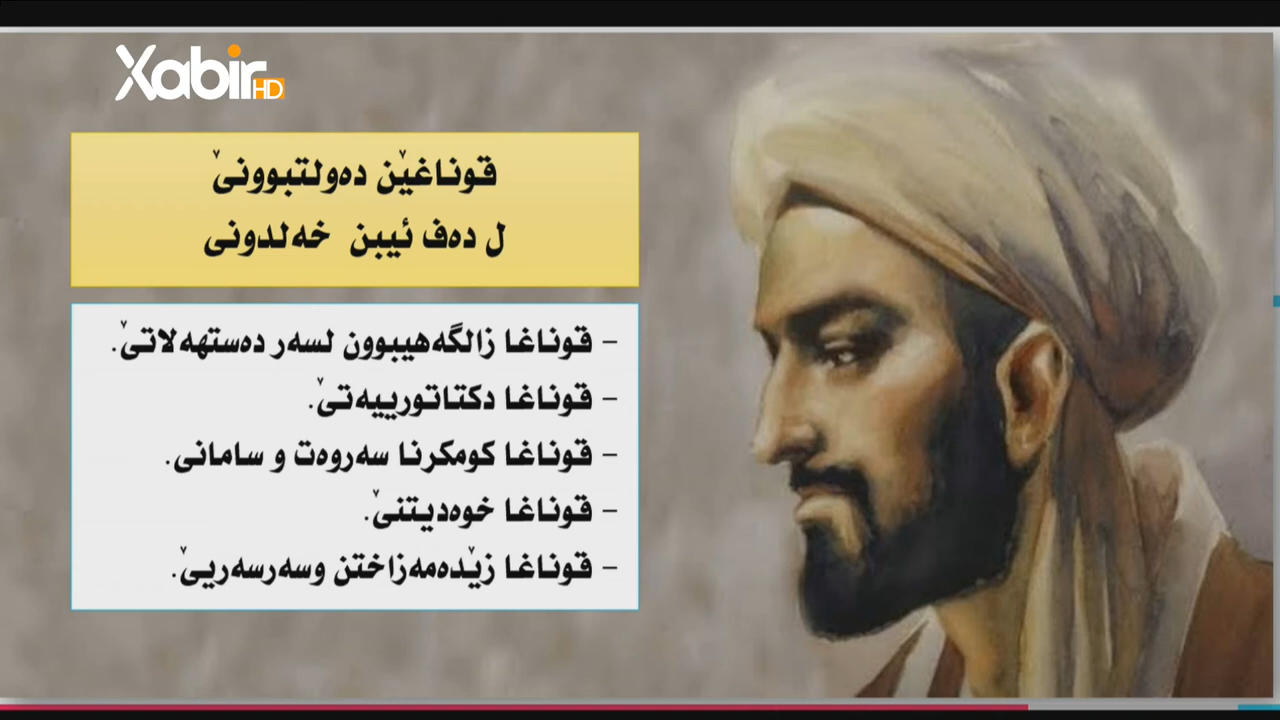 Xabir HD
قوناغێن دەولتبوونێ
ل دەف ئیبن خەلدونی
- قوناغا زالگەهیبوون لسەر دەستهەلاتێ.
- قوناغا دکتاتورییەتێ.
- قوناغا کومکرنا سەروەت و سامانی.
- قوناغا خوەدیتنێ.
- قوناغا زێدەمەزاختن وسەرسەریێ.